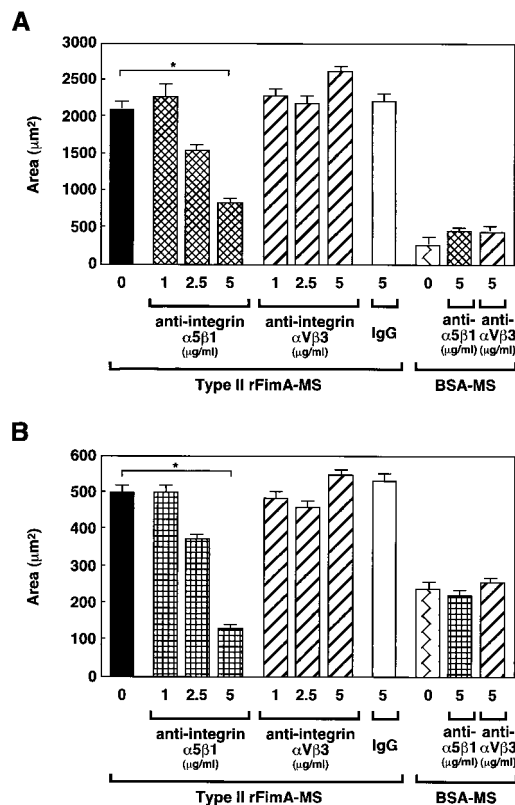 A
3000
2500
2000
1500
1000
500
0
Area (μm²)
*
0 1 2.5 5 1 2.5 5 5 0 5 5
anti-integrin α5β1 (μg/ml)
anti-integrin αVβ3 (μg/ml)
IgG
anti-α5β1 (μg/ml)
anti-αVβ3 (μg/ml)
Type II rFimA-MS BSA-MS
B
600
500
400
300
200
100
0
Area (μm²)
*
0 1 2.5 5 1 2.5 5 5 0 5 5
anti-integrin α5β1 (μg/ml)
anti-integrin αVβ3 (μg/ml)
IgG
anti-α5β1 (μg/ml)
anti-αVβ3 (μg/ml)
Type II rFimA-MS BSA-MS